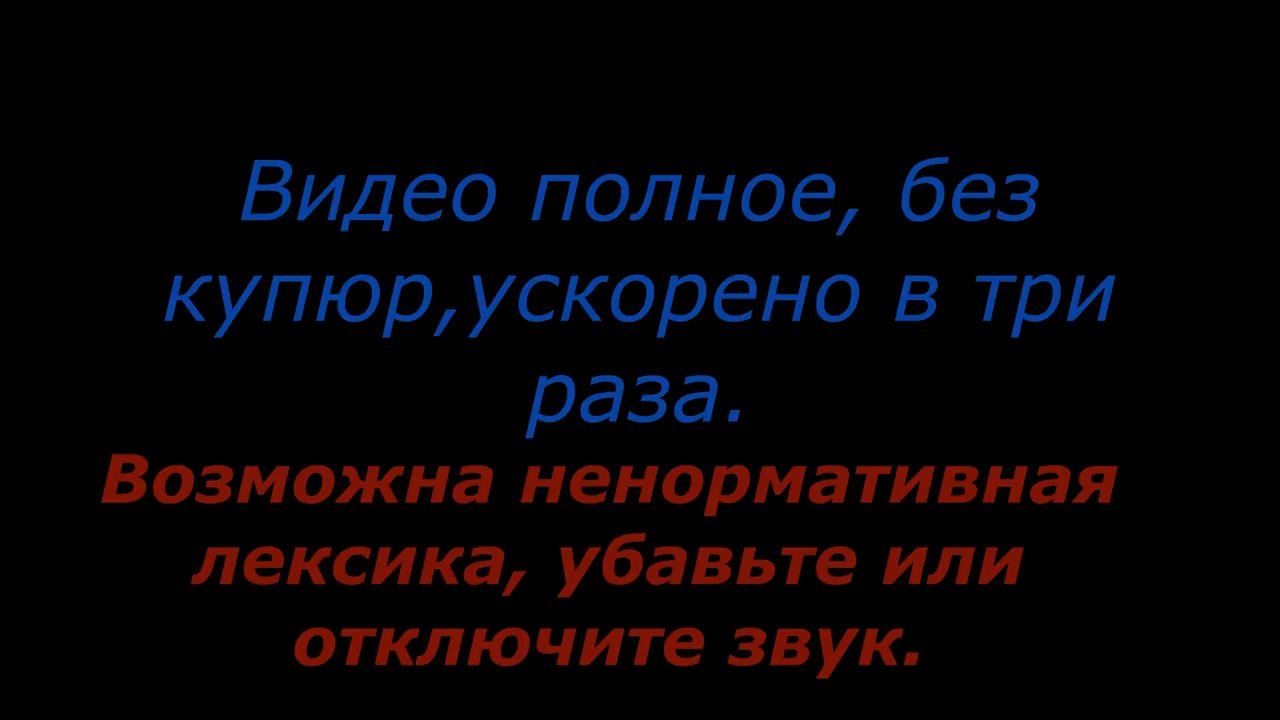 Видео полное, без
купюр,ускорено в три
раза.
Возможна ненормативная
лексика, убавьте или
отключите звук.